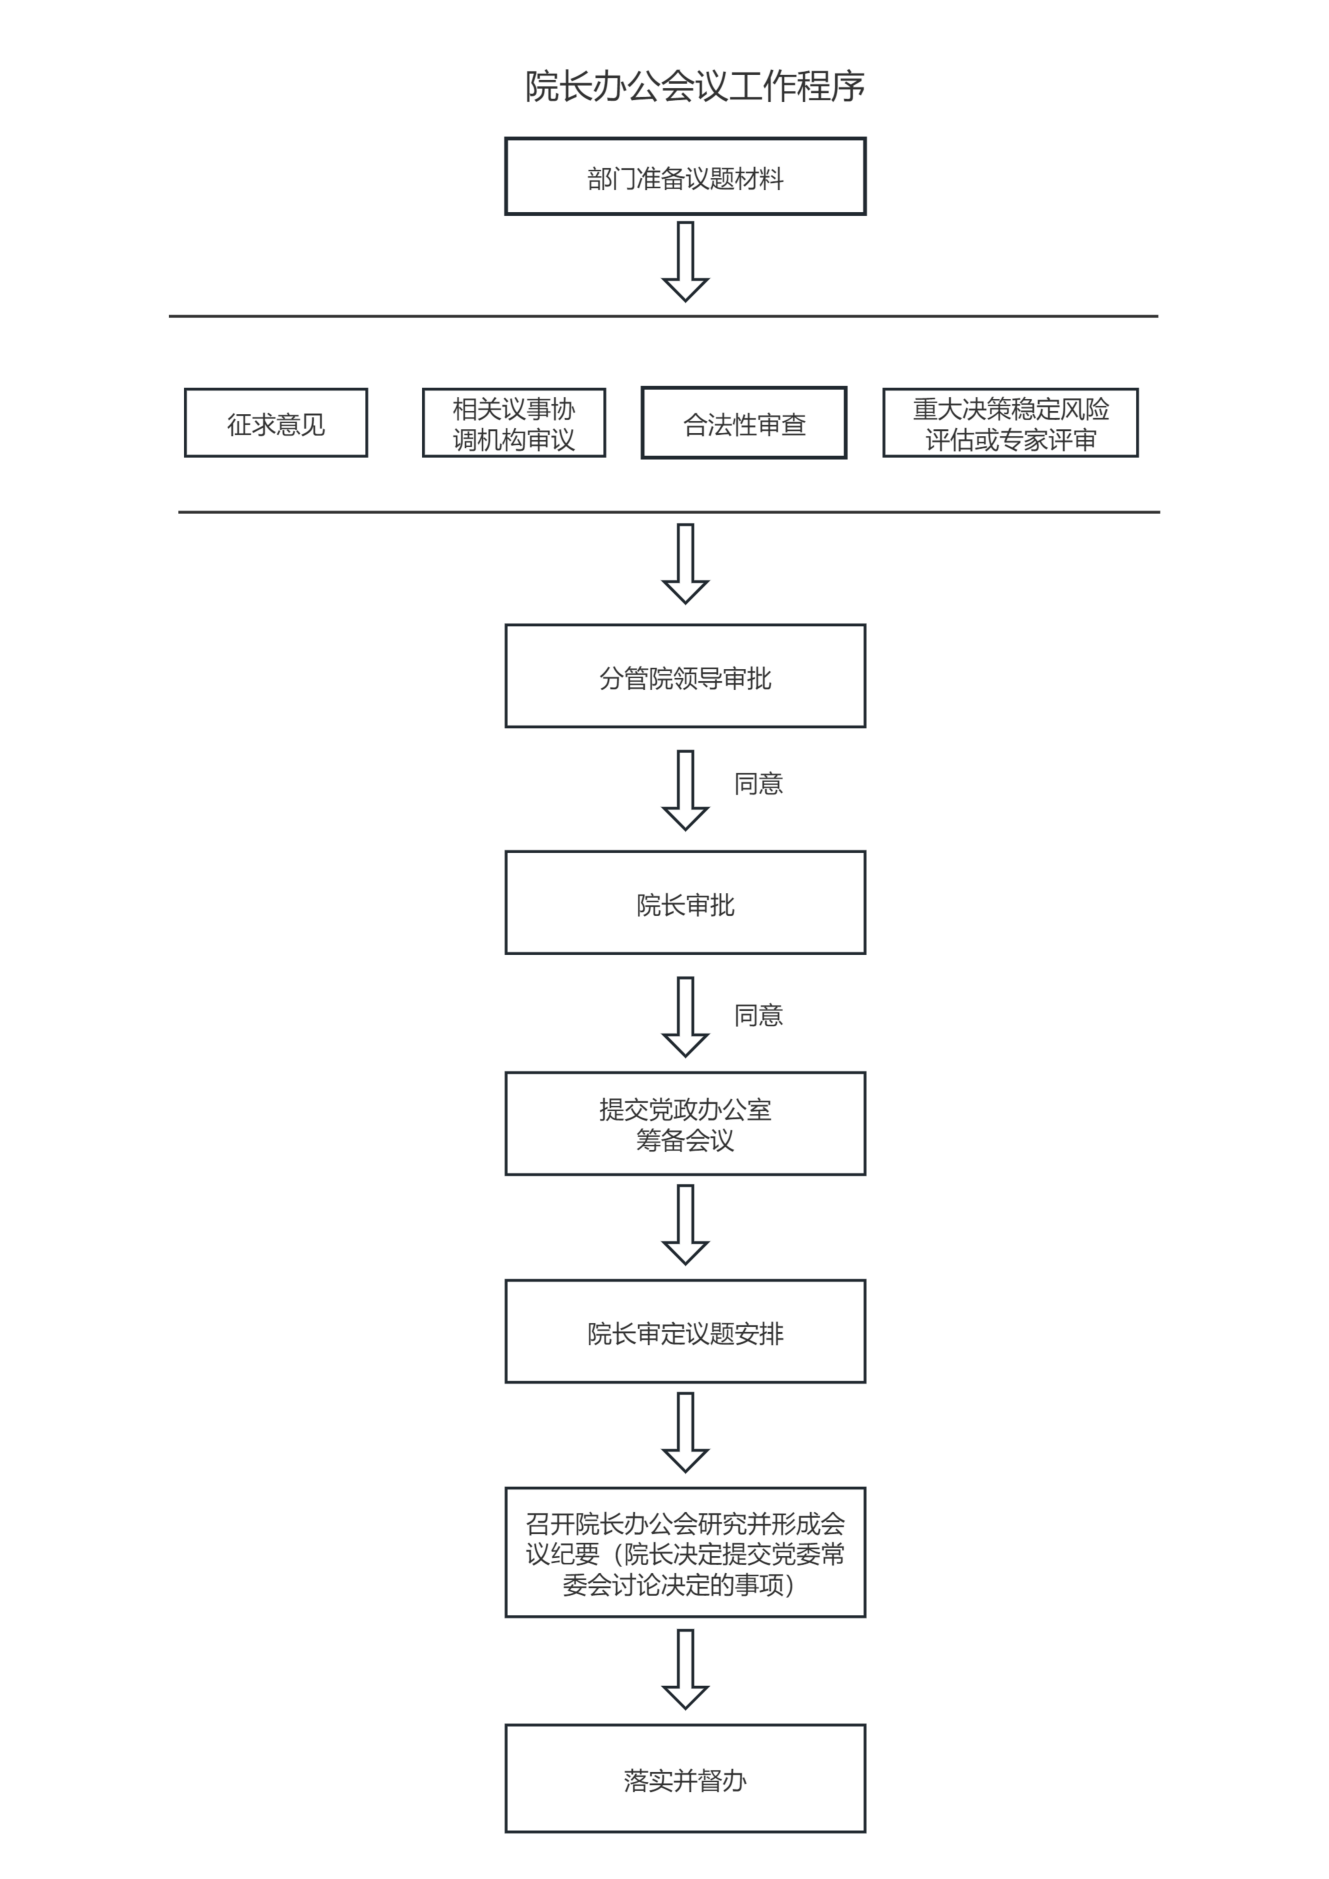 院长办公会议工作程序
部门准备议题材料
征求意见
相关议事协
调机构审议
合法性审查
重大决策稳定风险
评估或专家评审
分管院领导审批
同意
院长审批
同意
提交党政办公室
筹备会议
院长审定议题安排
召开院长办公会研究并形成会
议纪要（院长决定提交党委常
委会讨论决定的事项）
落实并督办